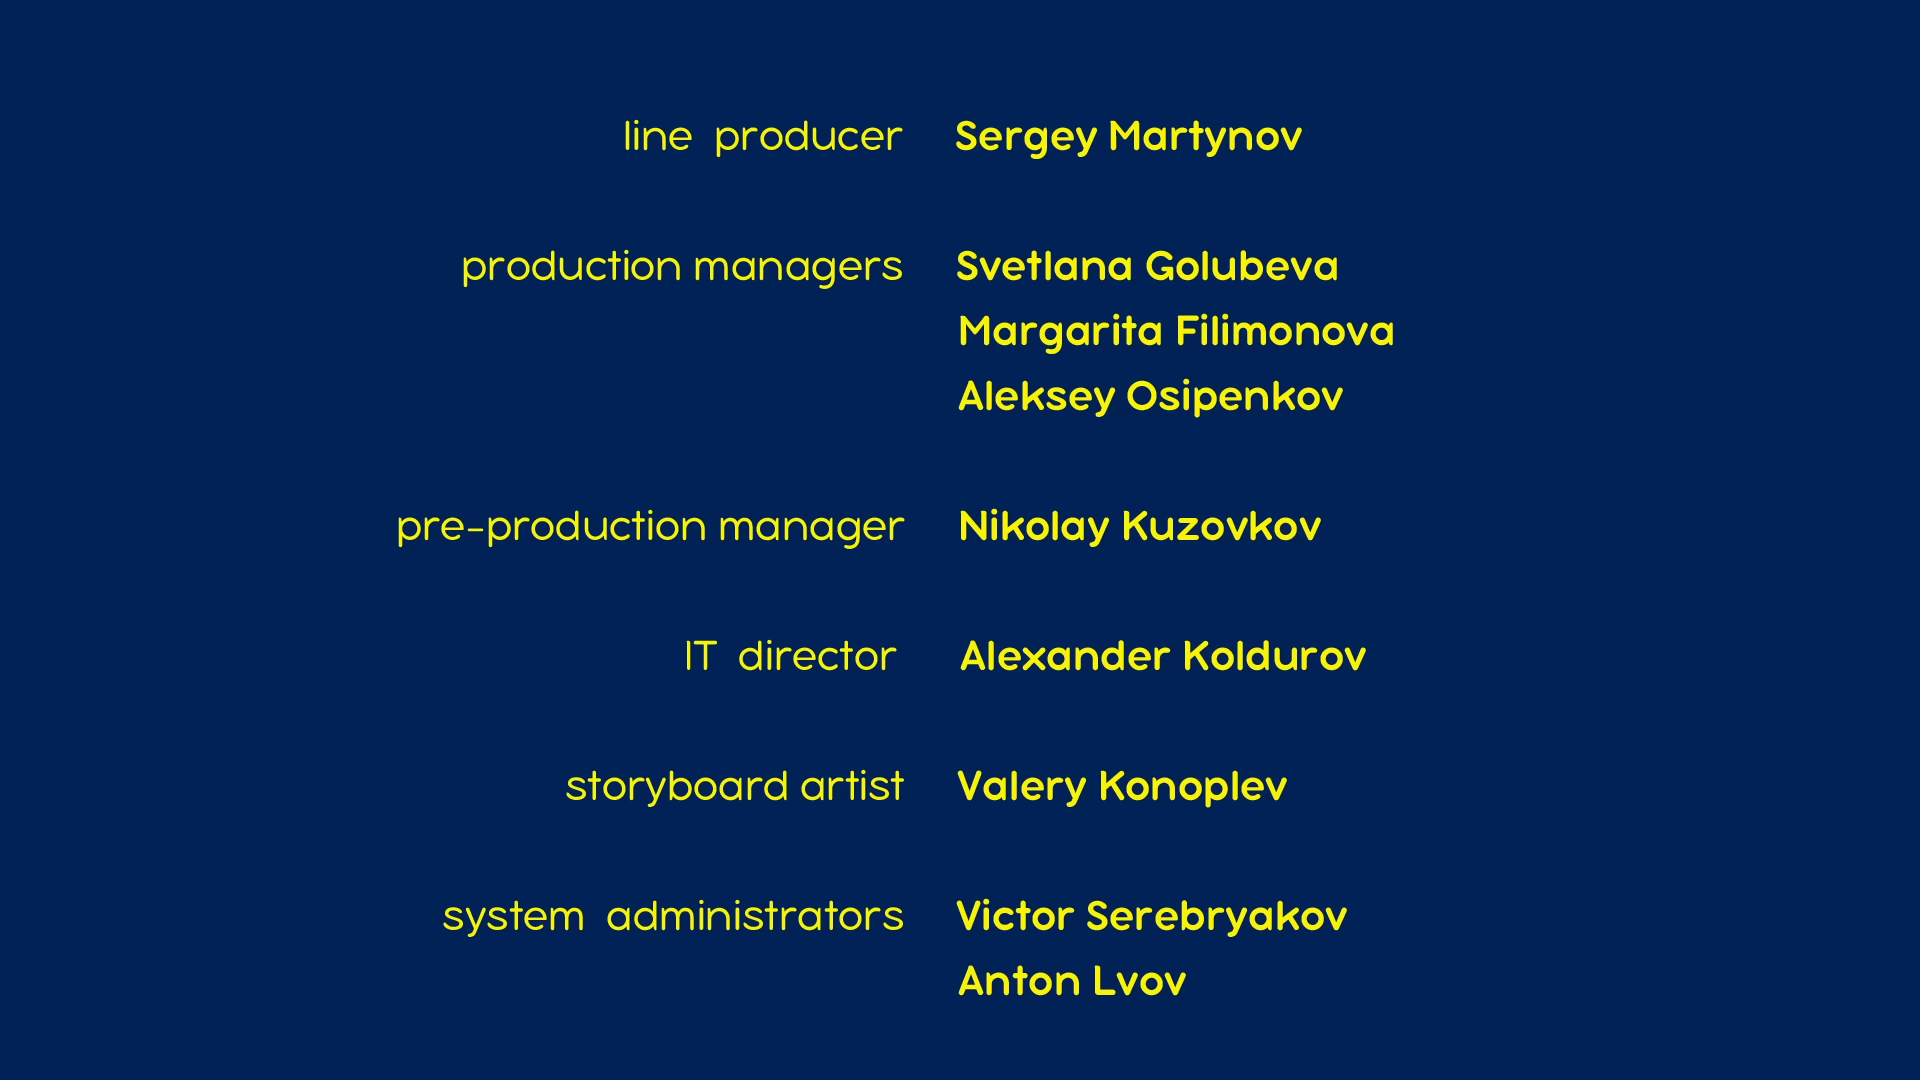 line producer Sergey Martynov
production managers Svetlana Golubeva
Margarita Filimonova
Aleksey Osipenkov
pre-production manager Nikolay Kuzovkov
IT director Alexander Koldurov
storyboard artist Valery Konoplev
system administrators Victor Serebryakov
Anton Lvov